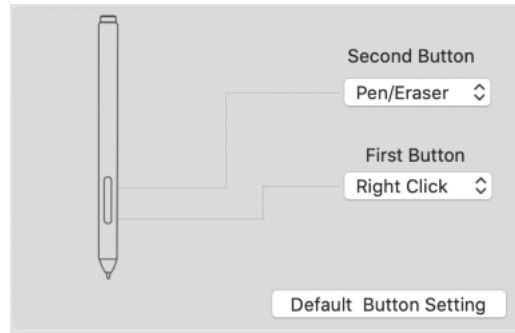 Second Button
Pen/Eraser
First Button
Right Click
Default Button Setting